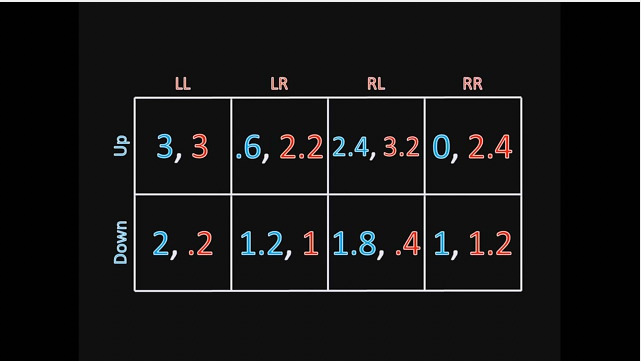 LL LR RL RR
Up 3, 3 .6, 2.2 2.4, 3.2 0, 2.4
Down 2, .2 1.2, 1 1.8, .4 1, 1.2